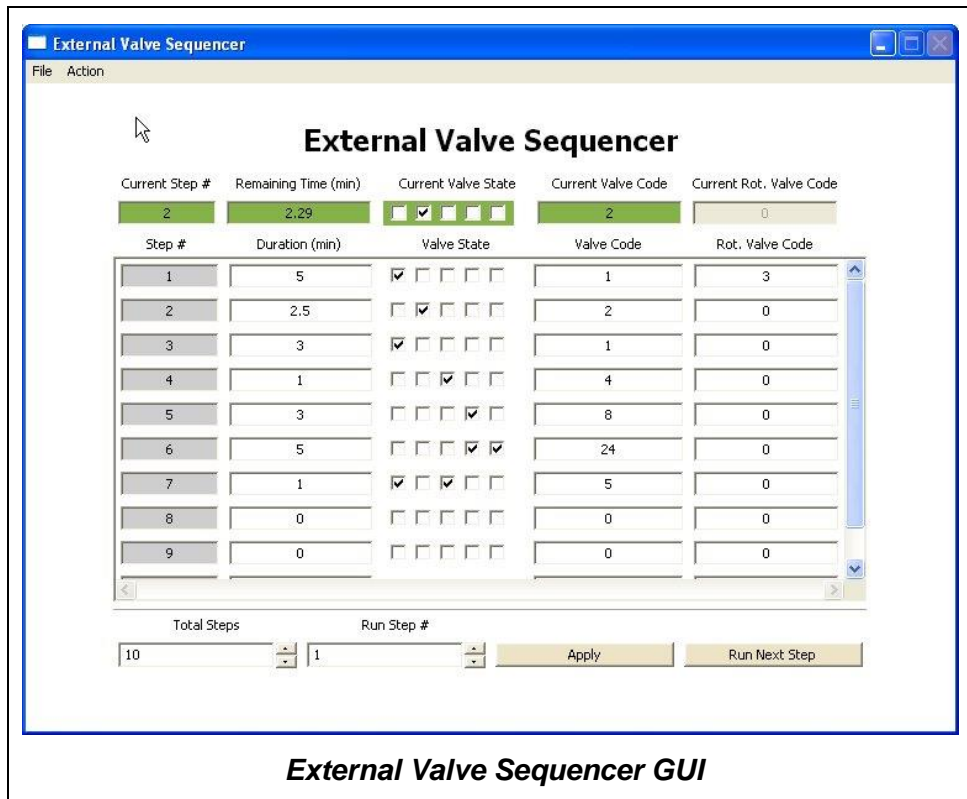 External Valve Sequencer
File Action
External Valve Sequencer
Current Step # Remaining Time (min) Current Valve State Current Valve Code Current Rot. Valve Code
2 2.29 2 0
Step # Duration (min) Valve State Valve Code Rot. Valve Code
1 5 1 3
2 2.5 2 0
3 3 1 0
4 1 4 0
5 3 8 0
6 5 24 0
7 1 5 0
8 0 0 0
9 0 0 0
Total Steps Run Step #
10 1 Apply Run Next Step
External Valve Sequencer GUI